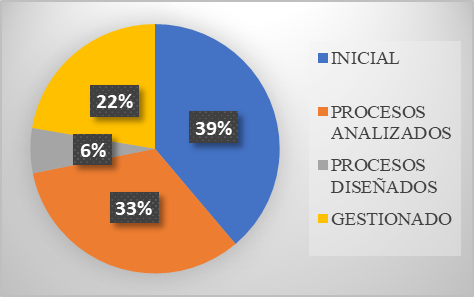 22%
39%
6%
33%
INICIAL
PROCESOS
ANALIZADOS
PROCESOS
DISEÑADOS
GESTIONADO